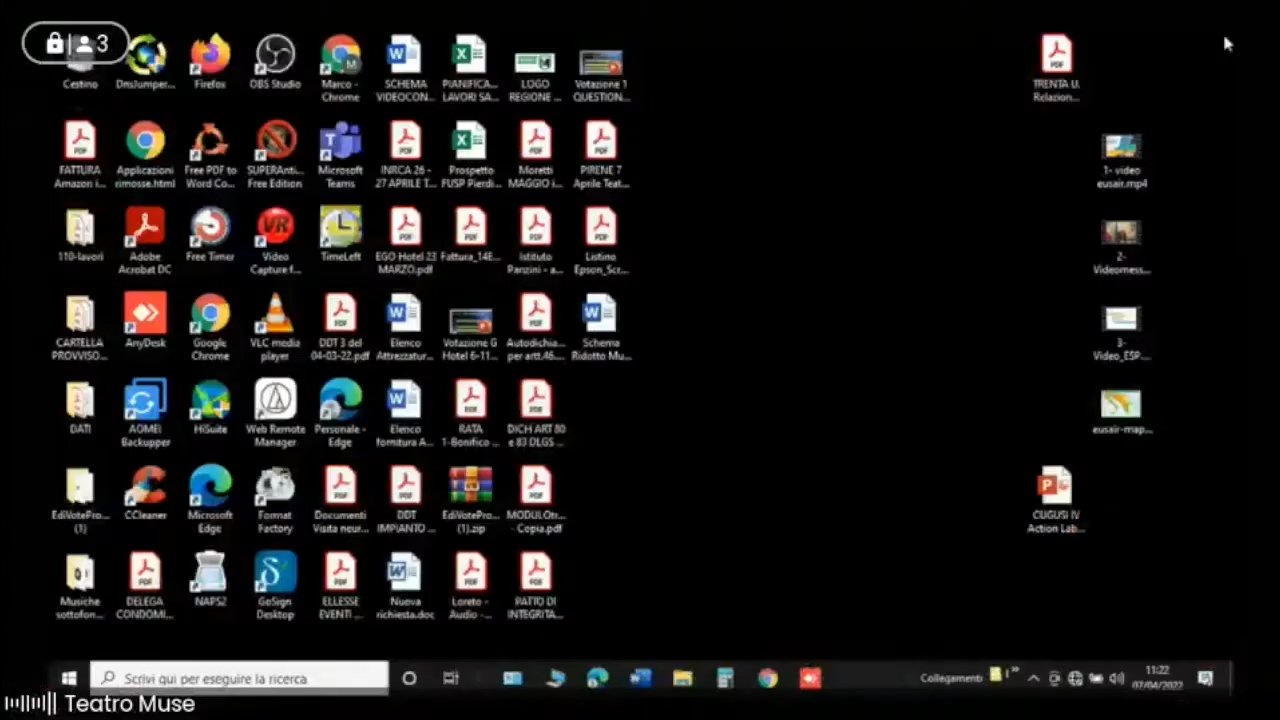 3
Cestino
DnsJumper...
Firefox
OBS Studio
Marco -
Chrome
SCHEMA
VIDEOCON...
PIANIFICA...
LAVORI SA...
LOGO
REGIONE ...
Votazione 1
QUESTION...
TRENTA U.
Relazion...
FATTURA
Amazon i...
Applicazioni
rimosse.html
Free PDF to
Word Co...
SUPERAnti...
Free Edition
Microsoft
Teams
INRCA 26 -
27 APRILE T...
Prospetto
FUSP Pierdi...
Moretti
MAGGIO i...
PIRENE 7
Aprile Teat...
1- video
eusair.mp4
110-lavori
Adobe
Acrobat DC
Free Timer
VR
Video
Capture f...
TimeLeft
EGO Hotel 23
MARZO.pdf
Fattura_14E...
Istituto
Panzini - a...
Listino
Epson_Scr...
2-
Videomess...
CARTELLA
PROVVISO...
AnyDesk
Google
Chrome
VLC media
player
DDT 3 del
04-03-22.pdf
Elenco
Attrezzatur...
Votazione G
Hotel 6-11...
Autodichia...
per artt.46...
Schema
Ridotto Mu...
3-
Video_ESP...
DATI
AOMEI
Backupper
HiSuite
Web Remote
Manager
Personale -
Edge
Elenco
fornitura A...
RATA
1-Bonifico ...
DICH ART 80
e 83 DLGS ...
eusair-map...
EdiVotePro...
(1)
CCleaner
Microsoft
Edge
Format
Factory
Documenti
Visita neur...
DDT
IMPIANTO ...
EdiVotePro...
(1).zip
MODULOtr...
- Copia.pdf
CUGUSI IV
Action Lab...
Musiche
sottofon...
DELEGA
CONDOMI...
NAPS2
GoSign
Desktop
ELLESSE
EVENTI ...
Nuova
richiesta.doc
Loreto -
Audio -...
PATTO DI
INTEGRITA...
Scrivi qui per eseguire la ricerca
Collegamenti
11:22
07/04/2022
Teatro Muse